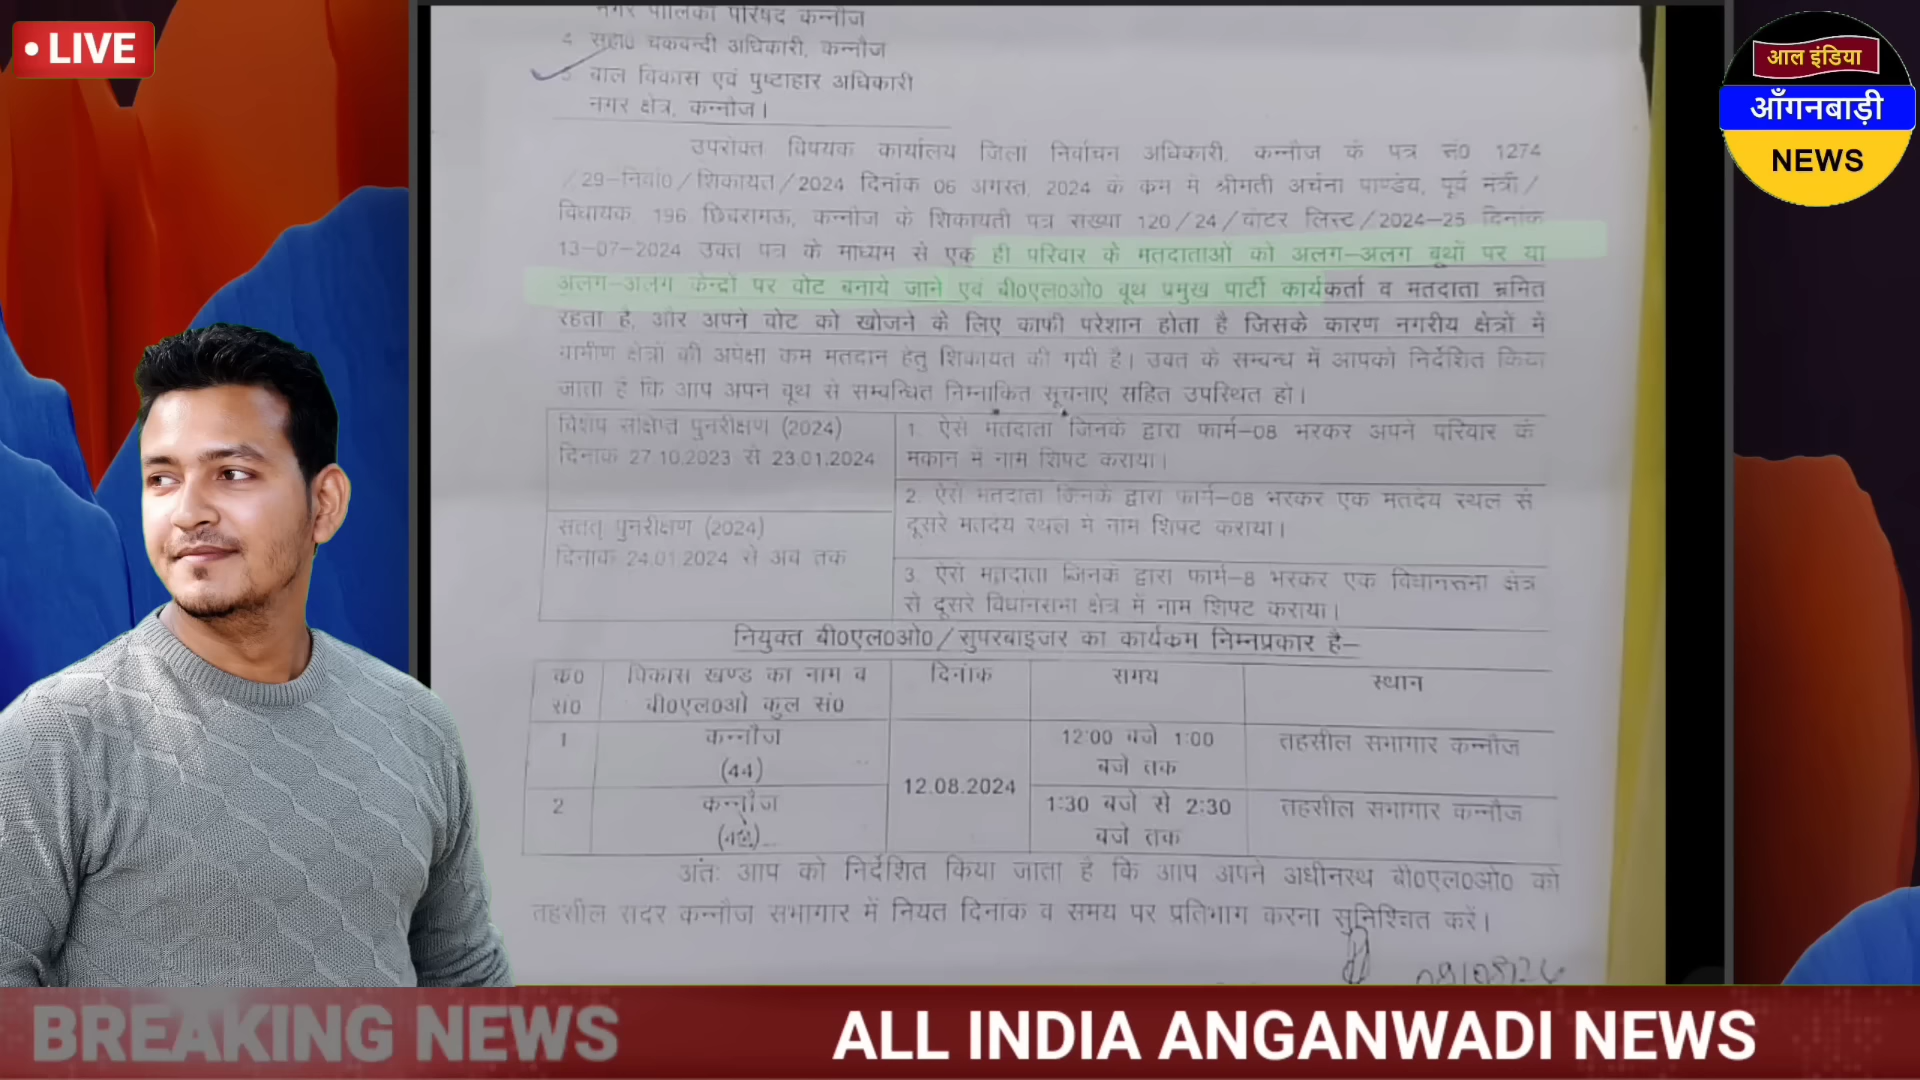 LIVE
आल इंडिया
आँगनबाड़ी
NEWS
नगर पालिका परिषद कन्नौज
4. सहा0 चकबन्दी अधिकारी, कन्नौज
5. बाल विकास एवं पुष्टाहार अधिकारी
नगर क्षेत्र, कन्नौज।
उपरोक्त विषयक कार्यालय जिला निर्वाचन अधिकारी, कन्नौज के पत्र सं0 1274
/29-निर्वा0/शिकायत/2024 दिनांक 06 अगस्त, 2024 के कम में श्रीमती अर्चना पाण्डेय, पूर्व मंत्री/
विधायक 196 छिबरामऊ, कन्नौज के शिकायती पत्र संख्या 120/24/वोटर लिस्ट/2024-25 दिनांक
13-07-2024 उक्त पत्र के माध्यम से एक ही परिवार के मतदाताओं को अलग-अलग बूथों पर या
अलग-अलग केन्द्रों पर वोट बनाये जाने एवं बी0एल0ओ0 बूथ प्रमुख पार्टी कार्यकर्ता व मतदाता भ्रमित
रहता है, और अपने वोट को खोजने के लिए काफी परेशान होता है जिसके कारण नगरीय क्षेत्रों में
ग्रामीण क्षेत्रों की अपेक्षा कम मतदान हेतु शिकायत की गयी है। उक्त के सम्बन्ध में आपको निर्देशित किया
जाता है कि आप अपने बूथ से सम्बन्धित निम्नांकित सूचनाएं सहित उपस्थित हो।
विशेष संक्षिप्त पुनरीक्षण (2024)
दिनांक 27.10.2023 से 23.01.2024
1. ऐसे मतदाता जिनके द्वारा फार्म-08 भरकर अपने परिवार के
मकान में नाम शिफ्ट कराया।
2. ऐसे मतदाता जिनके द्वारा फार्म-08 भरकर एक मतदेय स्थल से
दूसरे मतदेय स्थल में नाम शिफ्ट कराया।
सतत् पुनरीक्षण (2024)
दिनांक 24.01.2024 से अब तक
3. ऐसे मतदाता जिनके द्वारा फार्म-8 भरकर एक विधानसभा क्षेत्र
से दूसरे विधानसभा क्षेत्र में नाम शिफ्ट कराया।
नियुक्त बी0एल0ओ0/सुपरबाइजर का कार्यकम निम्नप्रकार है-
क0 सं0 विकास खण्ड का नाम व बी0एल0ओ कुल सं0 दिनांक समय स्थान
1 कन्नौज (44) 12.08.2024 12:00 बजे 1:00 बजे तक तहसील सभागार कन्नौज
2 कन्नौज 1:30 बजे से 2:30 बजे तक तहसील सभागार कन्नौज
अंतः आप को निर्देशित किया जाता है कि आप अपने अधीनस्थ बी0एल0ओ0 को
तहसील सदर कन्नौज सभागार में नियत दिनांक व समय पर प्रतिभाग करना सुनिश्चित करें।
BREAKING NEWS
ALL INDIA ANGANWADI NEWS